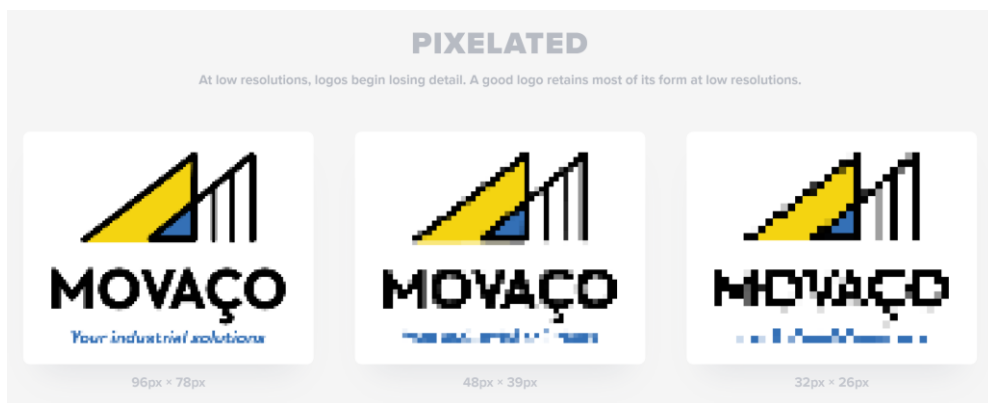 PIXELATED
At low resolutions, logos begin losing detail. A good logo retains most of its form at low resolutions.
MOVAÇO
MOVAÇO
MOVAÇO
Your industrial solutions
96px × 78px
48px × 39px
32px × 26px